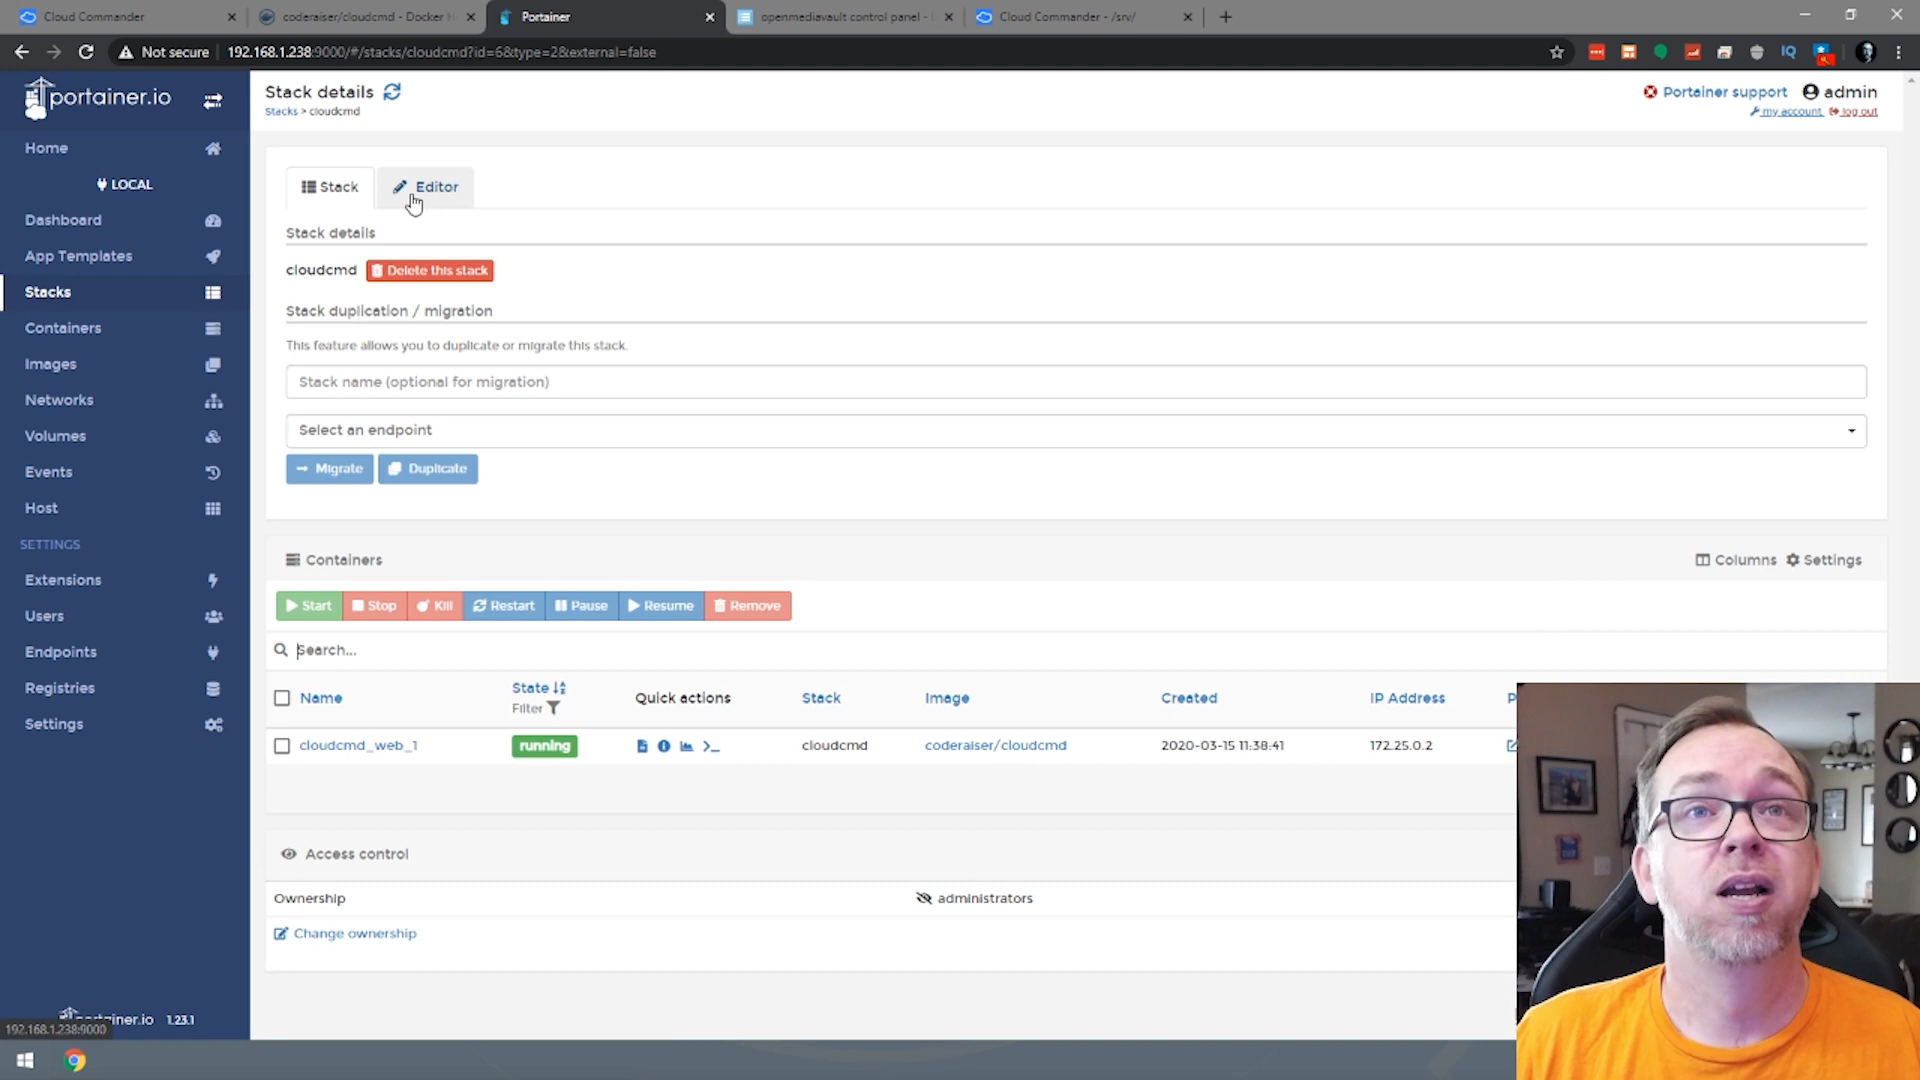 Cloud Commander
coderaiser/cloudcmd - Docker H
Portainer
openmediavault control panel -
Cloud Commander - /srv/
Not secure
192.168.1.238:9000/#/stacks/cloudcmd?id=6&type=2&external=false
IQ
portainer.io
Stack details
Stacks > cloudcmd
Portainer support
admin
my account
log out
Home
LOCAL
Dashboard
App Templates
Stacks
Containers
Images
Networks
Volumes
Events
Host
SETTINGS
Extensions
Users
Endpoints
Registries
Settings
Stack
Editor
Stack details
cloudcmd
Delete this stack
Stack duplication / migration
This feature allows you to duplicate or migrate this stack.
Stack name (optional for migration)
Select an endpoint
Migrate
Duplicate
Containers
Columns
Settings
Start
Stop
Kill
Restart
Pause
Resume
Remove
Search...
Name
State
Filter
Quick actions
Stack
Image
Created
IP Address
P
cloudcmd_web_1
running
cloudcmd
coderaiser/cloudcmd
2020-03-15 11:38:41
172.25.0.2
Access control
Ownership
administrators
Change ownership
portainer.io 1.23.1
192.168.1.238:9000